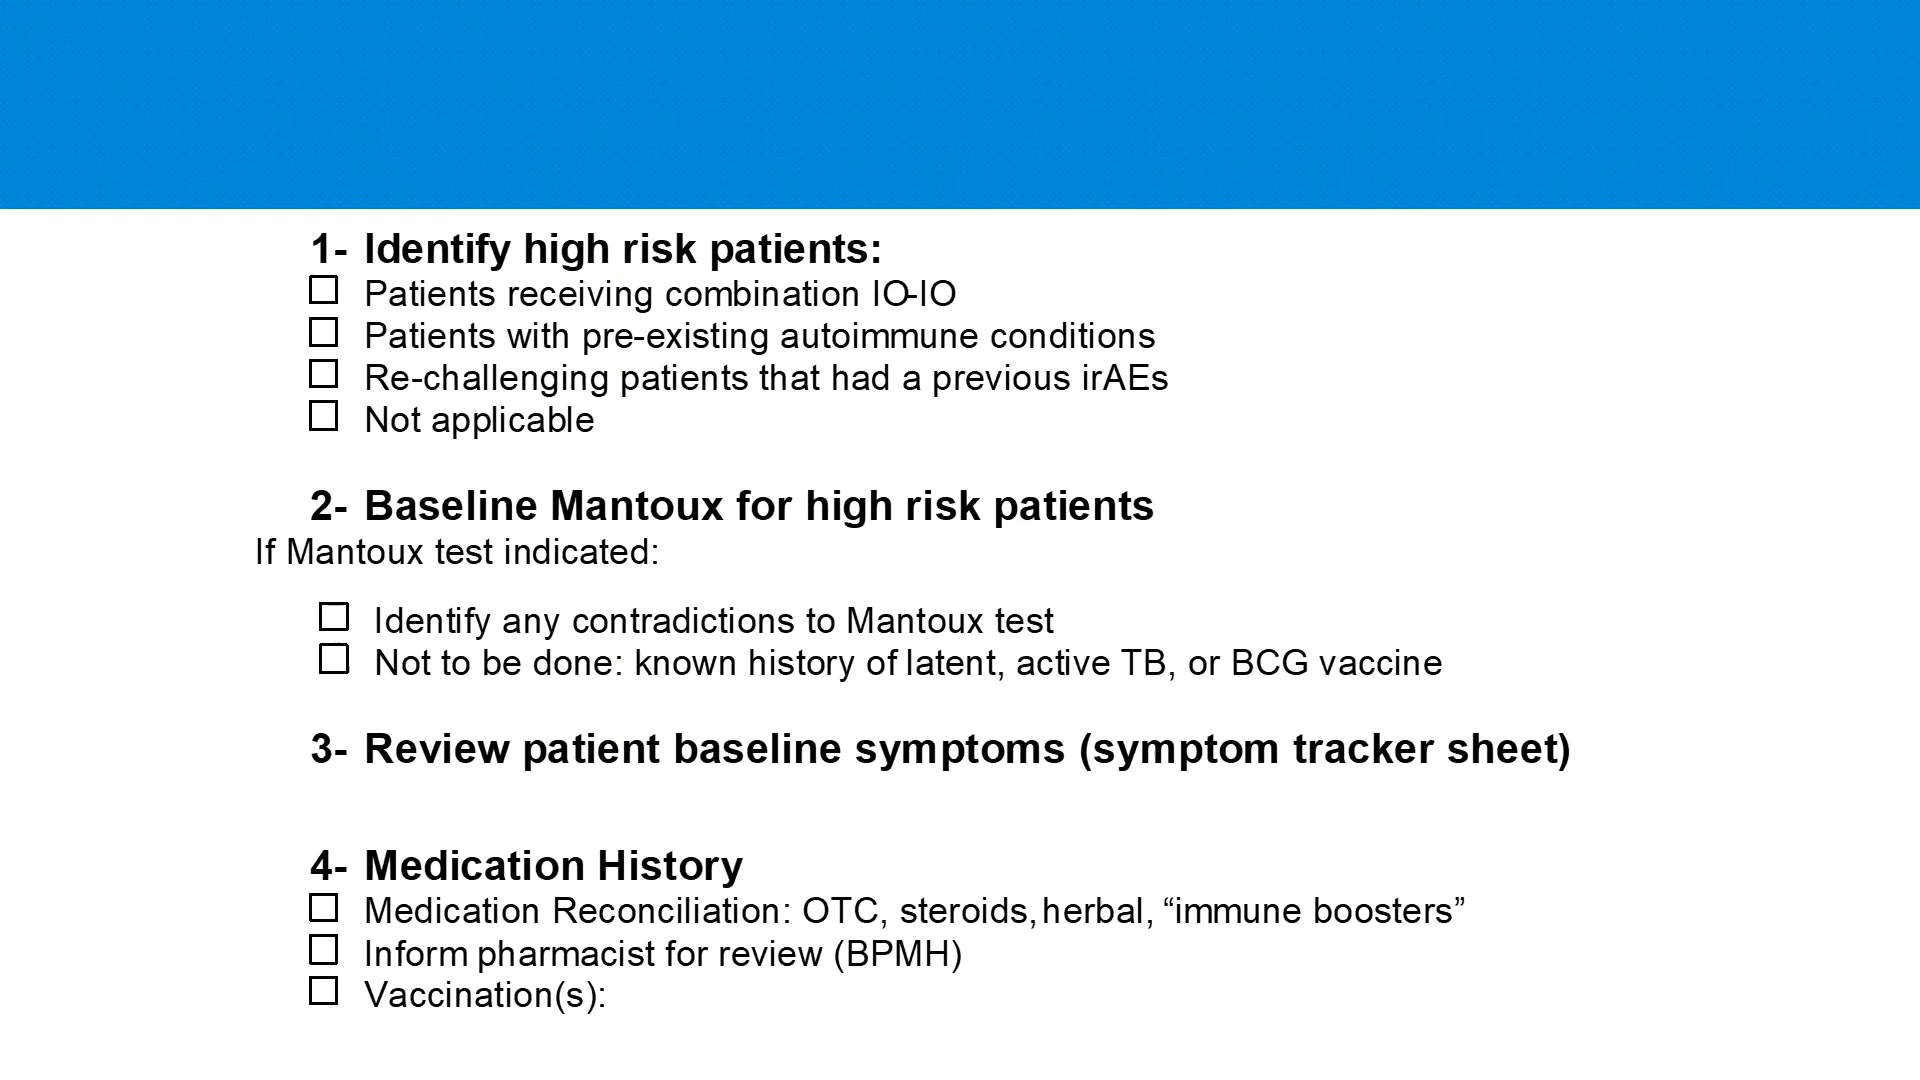 1- Identify high risk patients:
☐ Patients receiving combination IO-IO
☐ Patients with pre-existing autoimmune conditions
☐ Re-challenging patients that had a previous irAEs
☐ Not applicable
2- Baseline Mantoux for high risk patients
If Mantoux test indicated:
☐ Identify any contradictions to Mantoux test
☐ Not to be done: known history of latent, active TB, or BCG vaccine
3- Review patient baseline symptoms (symptom tracker sheet)
4- Medication History
☐ Medication Reconciliation: OTC, steroids, herbal, “immune boosters”
☐ Inform pharmacist for review (BPMH)
☐ Vaccination(s):